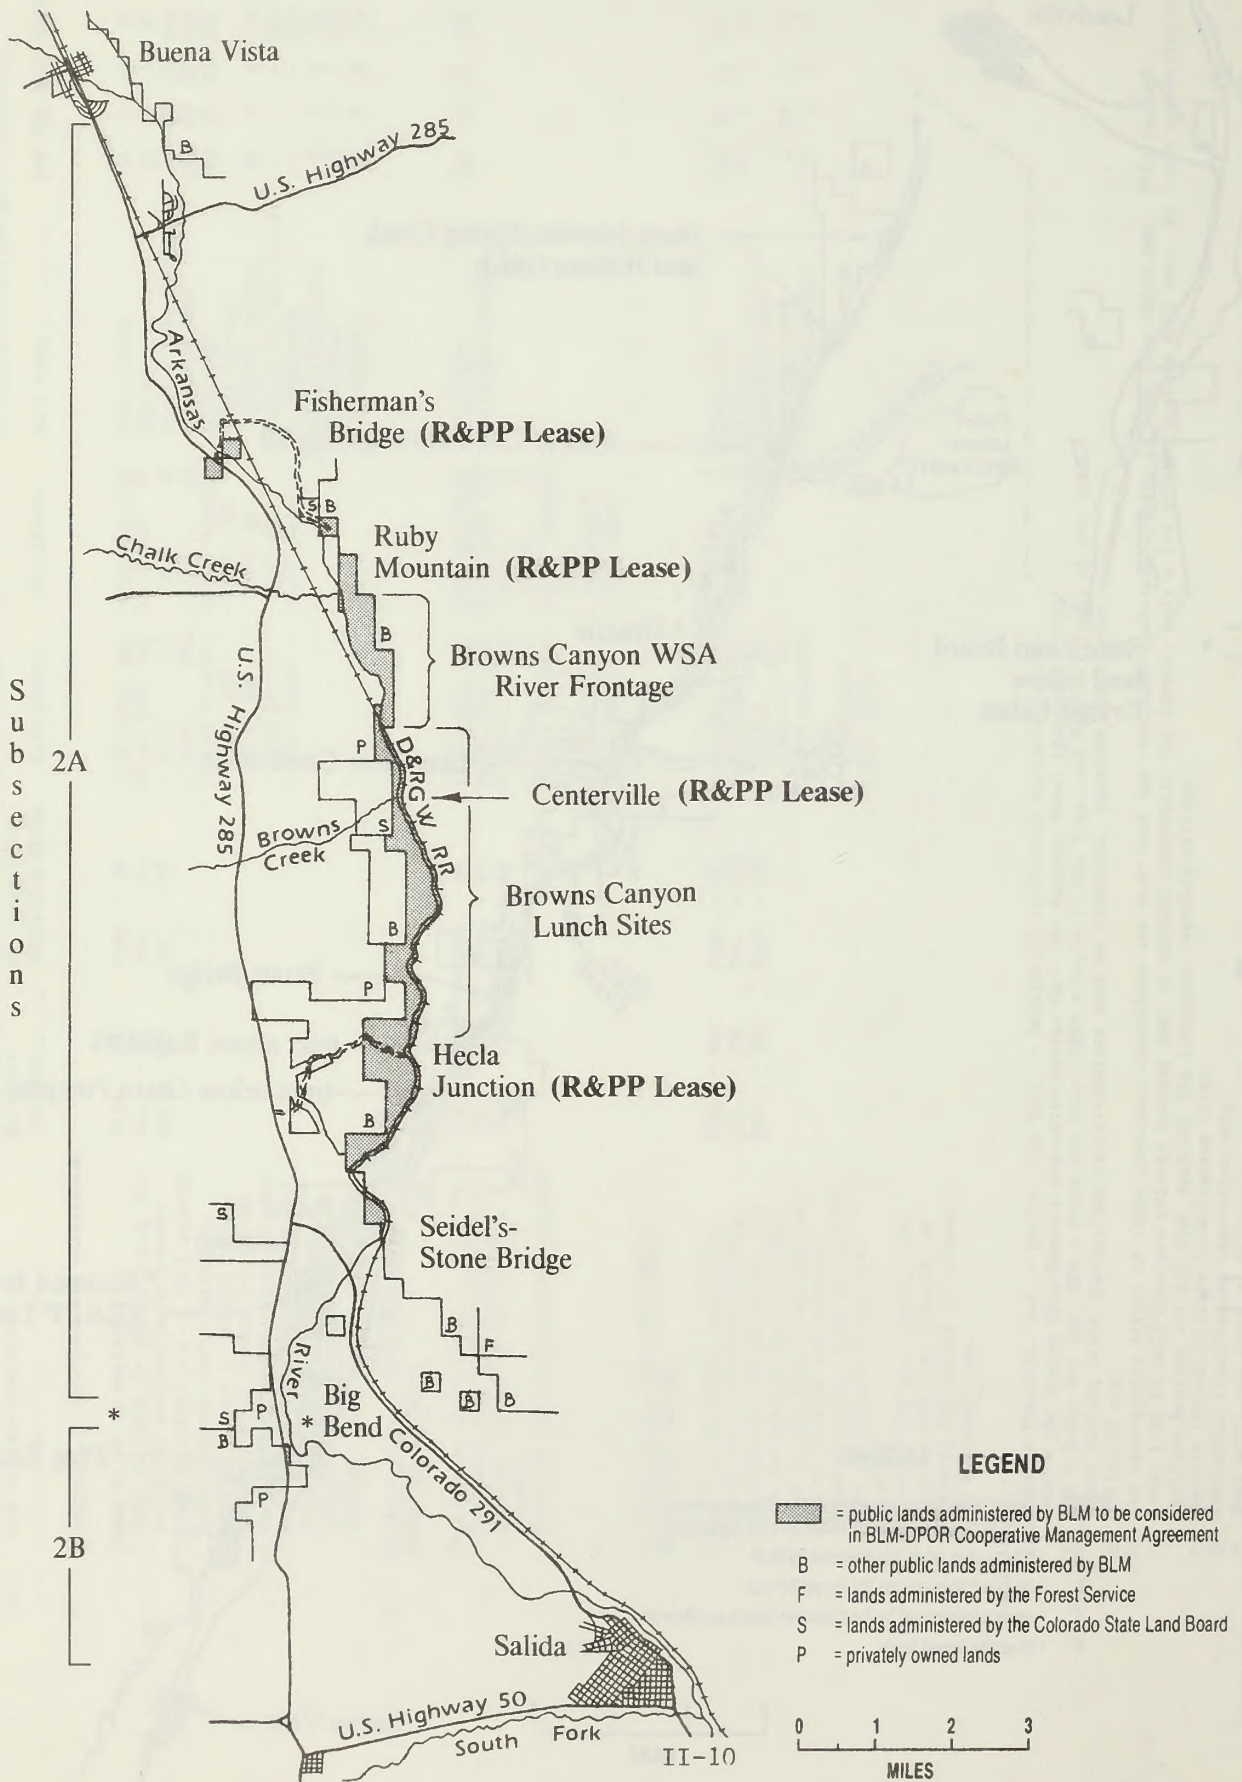 Buena Vista
B
U.S. Highway 285
Arkansas
Fisherman's
Bridge (R&PP Lease)
S B
Ruby
Mountain (R&PP Lease)
Chalk Creek
B
Browns Canyon WSA
River Frontage
U.S. Highway 285
Subsections
2A
P
D&RGW RR
Centerville (R&PP Lease)
S
Browns
Creek
Browns Canyon
Lunch Sites
B
P
Hecla
Junction (R&PP Lease)
B
S
Seidel's-
Stone Bridge
B
F
River
B
B
B
Big
* Bend
*
P
S
B
P
Colorado 291
2B
Salida
U.S. Highway 50
South Fork
LEGEND
= public lands administered by BLM to be considered
in BLM-DPOR Cooperative Management Agreement
B = other public lands administered by BLM
F = lands administered by the Forest Service
S = lands administered by the Colorado State Land Board
P = privately owned lands
0 1 2 3
MILES
II-10